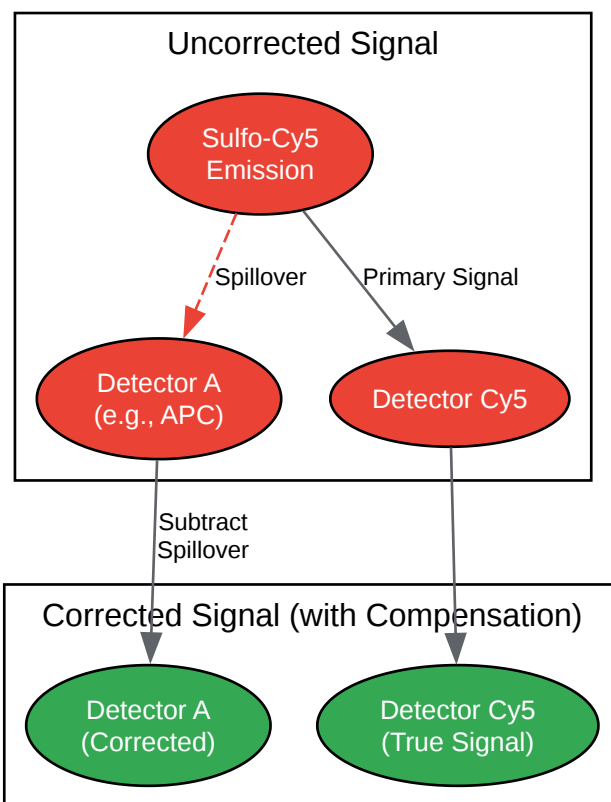 Uncorrected Signal
Sulfo-Cy5
Emission
Spillover
Primary Signal
Detector A
(e.g., APC)
Detector Cy5
Subtract
Spillover
Corrected Signal (with Compensation)
Detector A
(Corrected)
Detector Cy5
(True Signal)